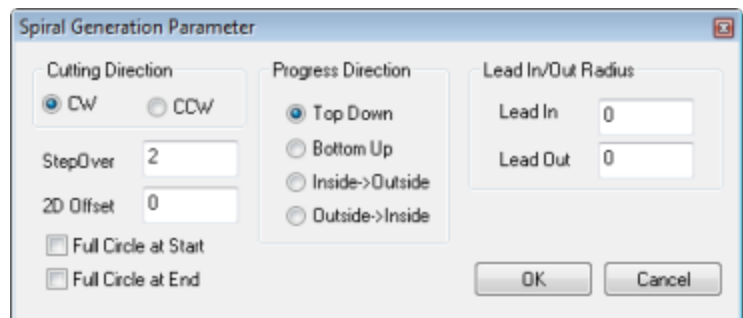 Spiral Generation Parameter
Cutting Direction
CW
CCW
StepOver
2
2D Offset
0
Full Circle at Start
Full Circle at End
Progress Direction
Top Down
Bottom Up
Inside->Outside
Outside->Inside
Lead In/Out Radius
Lead In
0
Lead Out
0
OK
Cancel